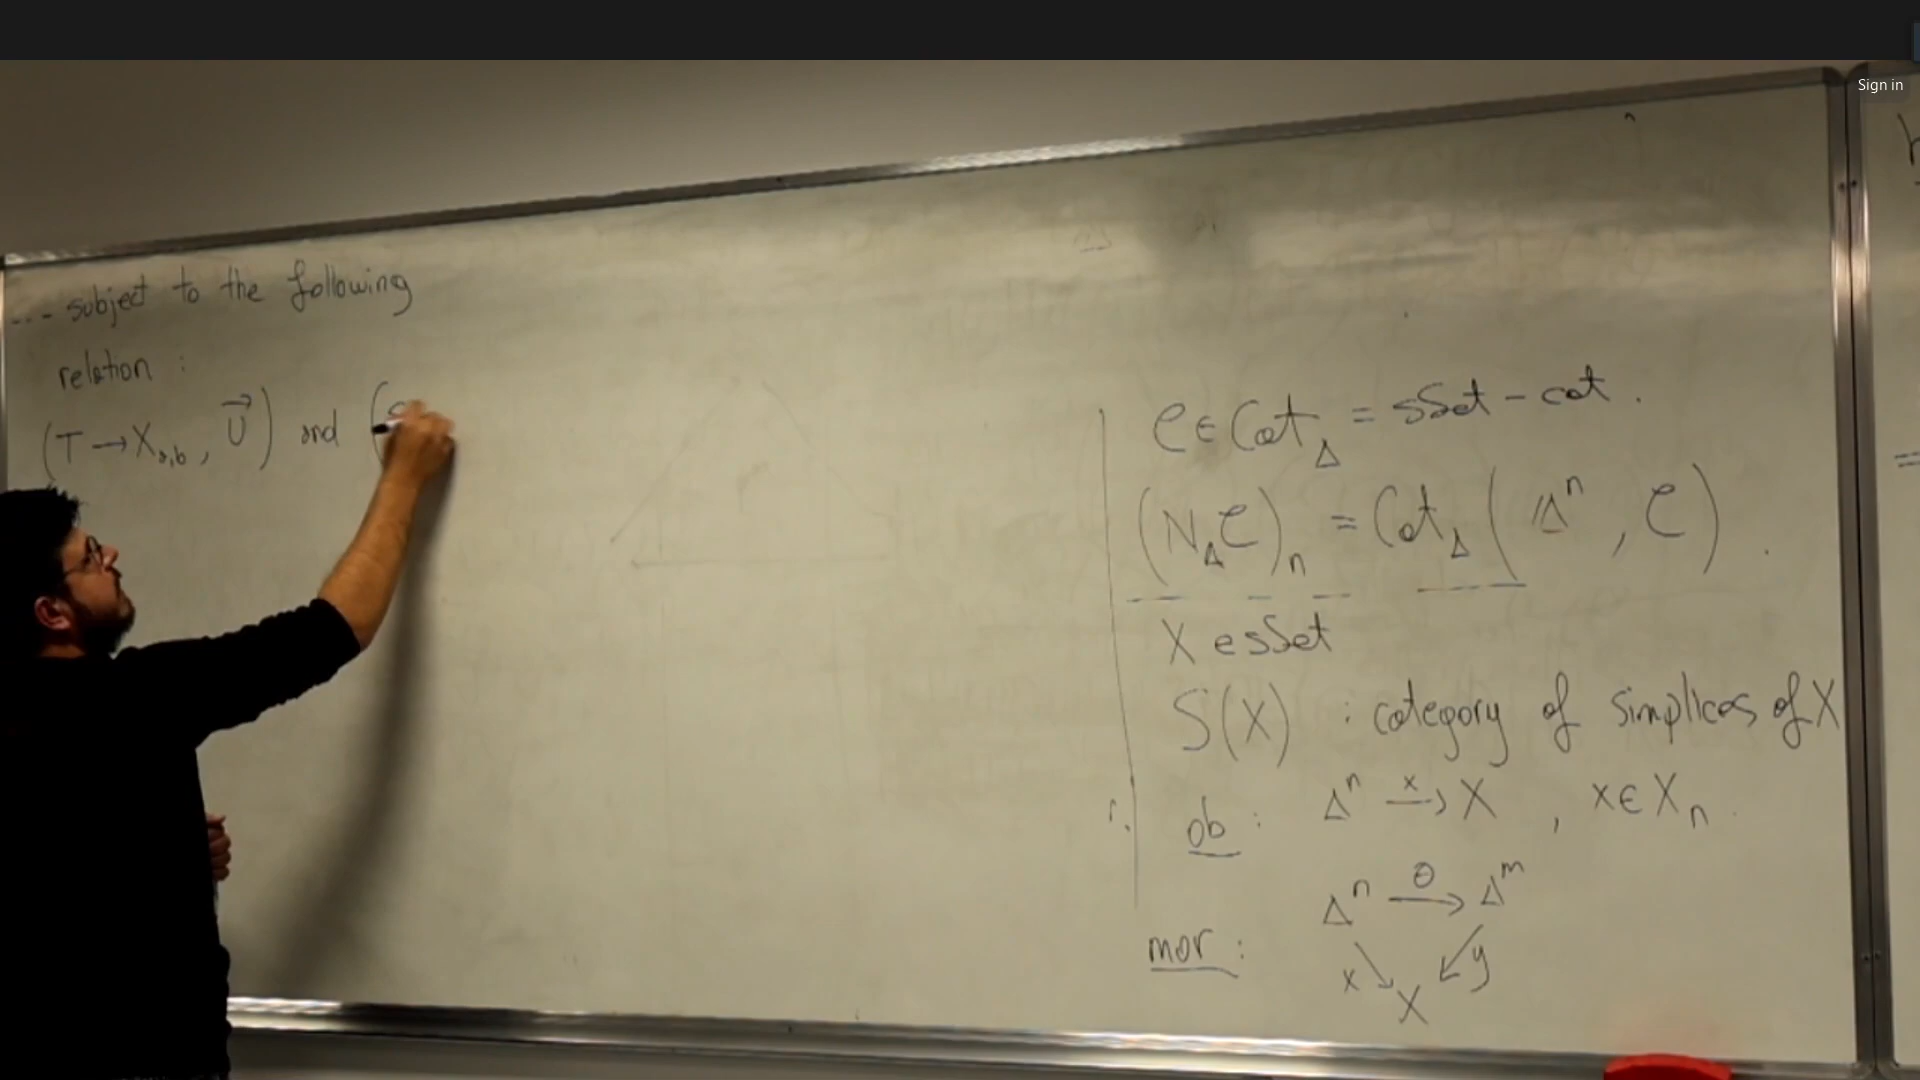 Sign in
... subject to the following
relation :
(T → X_{a,b} , U⃗) and (
C ∈ Cat_Δ = sSet - cat .
(N_Δ C)_n = Cat_Δ ( Δ^n , C ) .
X ∈ sSet
S(X) : category of simplices of X
ob : Δ^n —x→ X , x ∈ X_n .
mor : Δ^n —θ→ Δ^m
x ↘ ↙ y
X